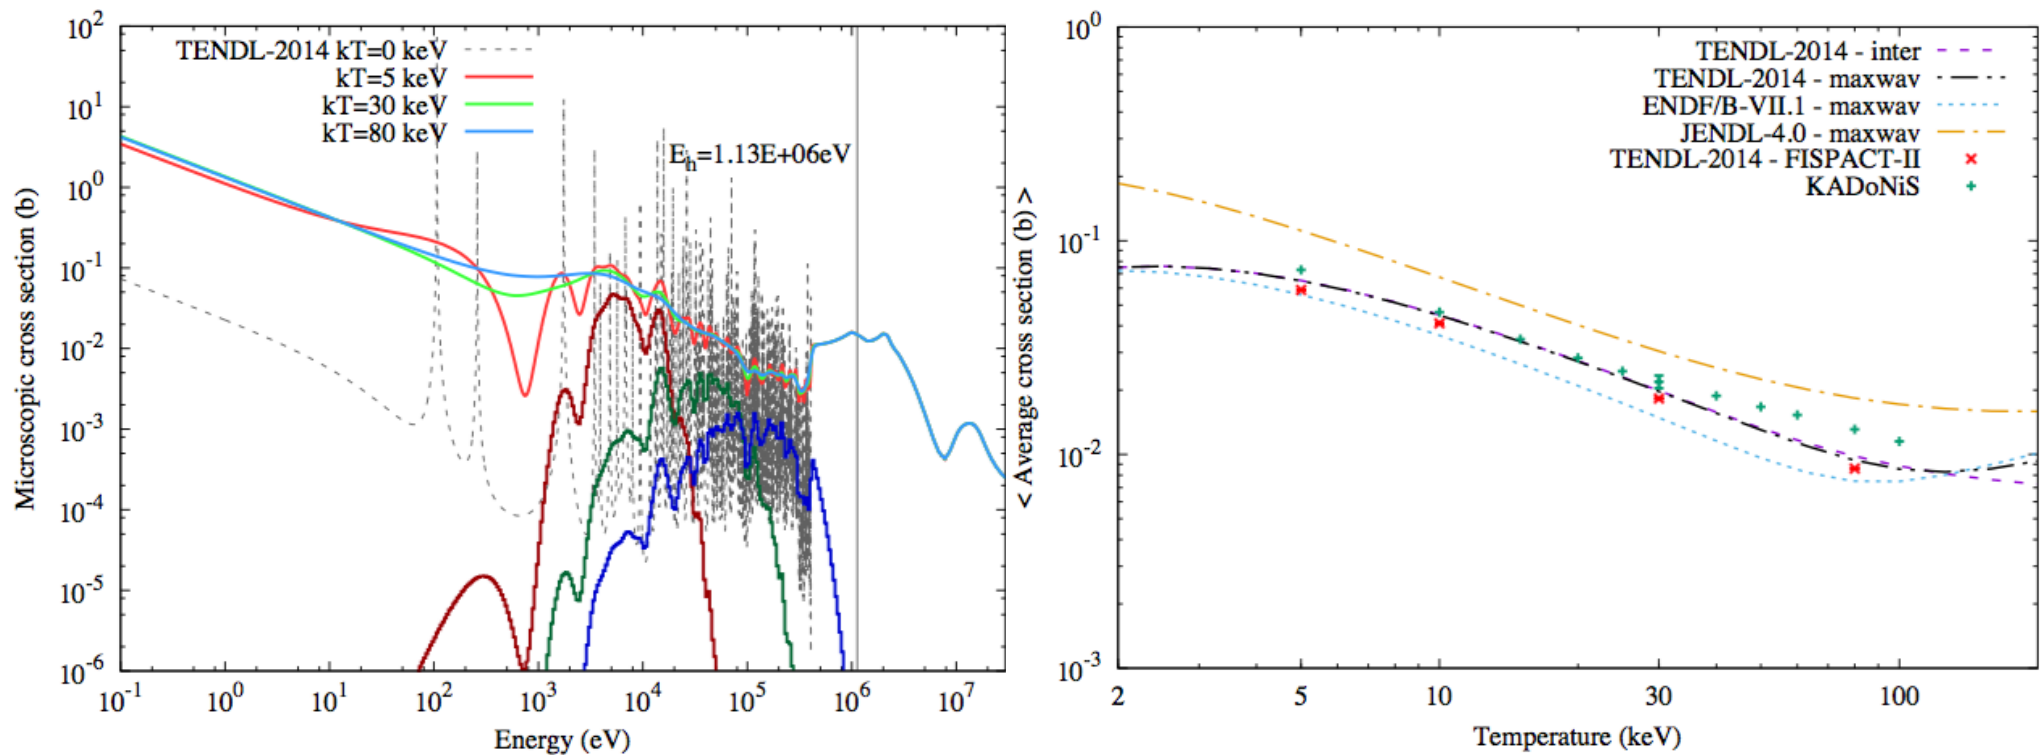 10^2
10^1
10^0
10^-1
10^-2
10^-3
10^-4
10^-5
10^-6
Microscopic cross section (b)
TENDL-2014 kT=0 keV
kT=5 keV
kT=30 keV
kT=80 keV
E_h=1.13E+06eV
10^-1
10^0
10^1
10^2
10^3
10^4
10^5
10^6
10^7
Energy (eV)
10^0
10^-1
10^-2
10^-3
< Average cross section (b) >
TENDL-2014 - inter
TENDL-2014 - maxwav
ENDF/B-VII.1 - maxwav
JENDL-4.0 - maxwav
TENDL-2014 - FISPACT-II
KADoNiS
2
5
10
30
100
Temperature (keV)